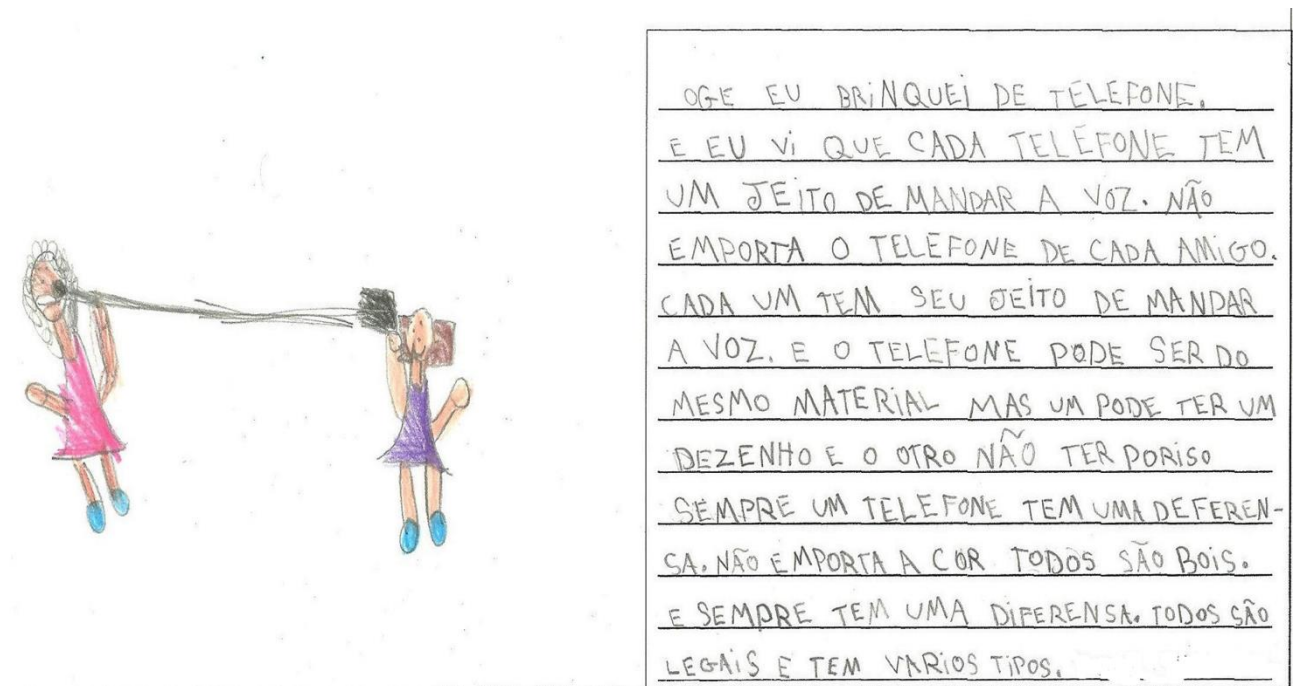 OGE EU BRINQUEI DE TELEFONE.
E EU VI QUE CADA TELEFONE TEM
UM JEITO DE MANDAR A VOZ. NÃO
EMPORTA O TELEFONE DE CADA AMIGO.
CADA UM TEM SEU JEITO DE MANDAR
A VOZ. E O TELEFONE PODE SER DO
MESMO MATERIAL MAS UM PODE TER UM
DEZENHO E O OTRO NÃO TER PORISO
SEMPRE UM TELEFONE TEM UMA DEFEREN-
SA. NÃO EMPORTA A COR TODOS SÃO BOIS.
E SEMPRE TEM UMA DIFERENSA. TODOS SÃO
LEGAIS E TEM VARIOS TIPOS.